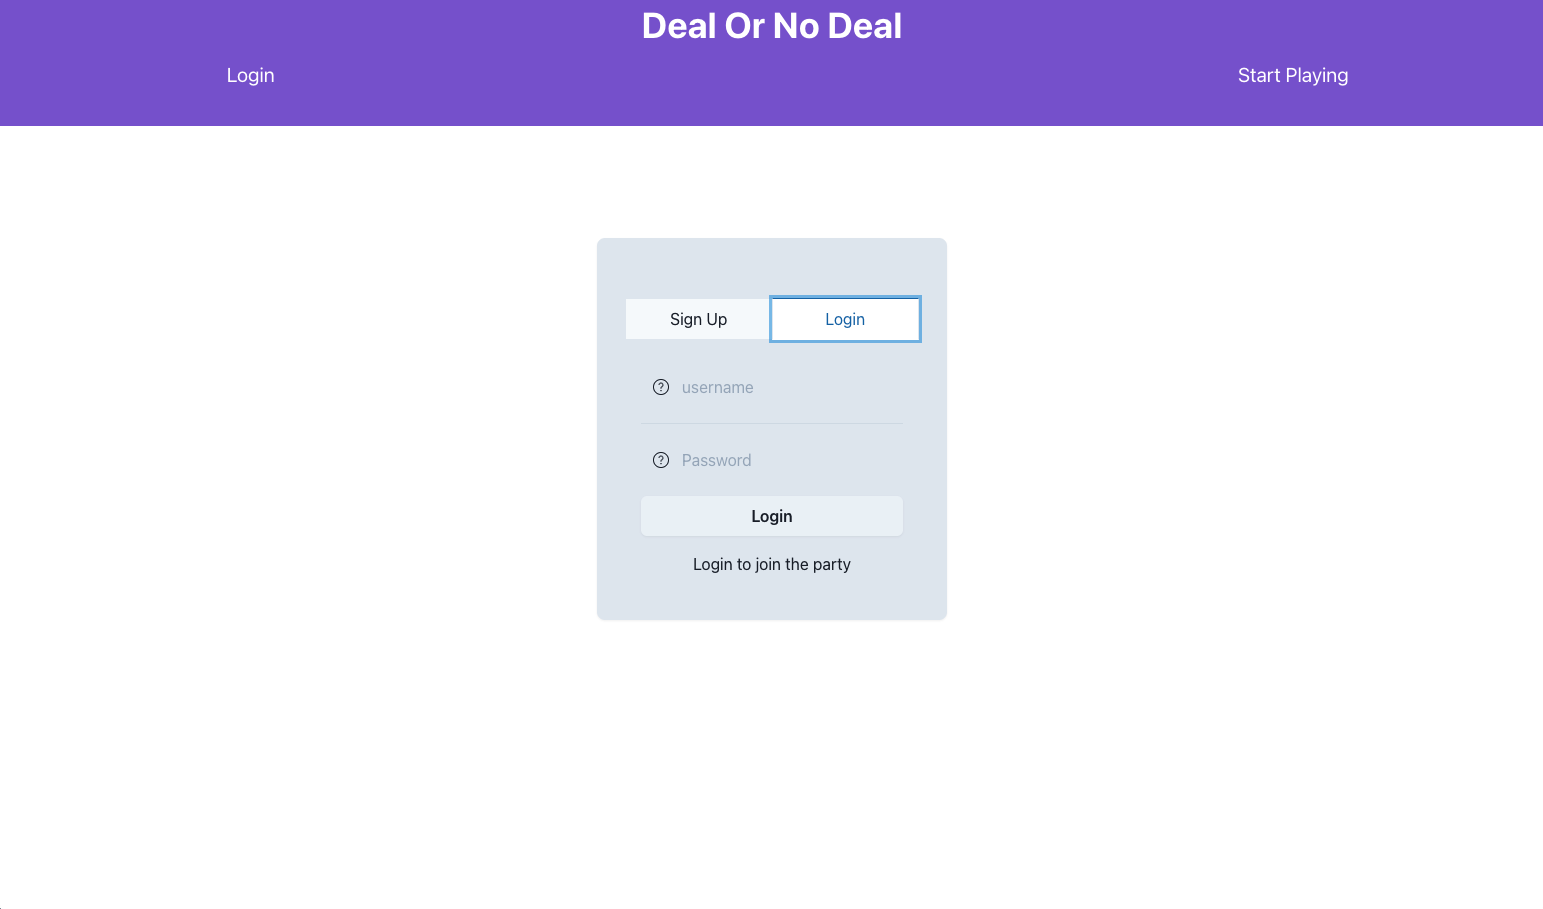 Deal Or No Deal
Login
Start Playing
Sign Up
Login
? username
? Password
Login
Login to join the party